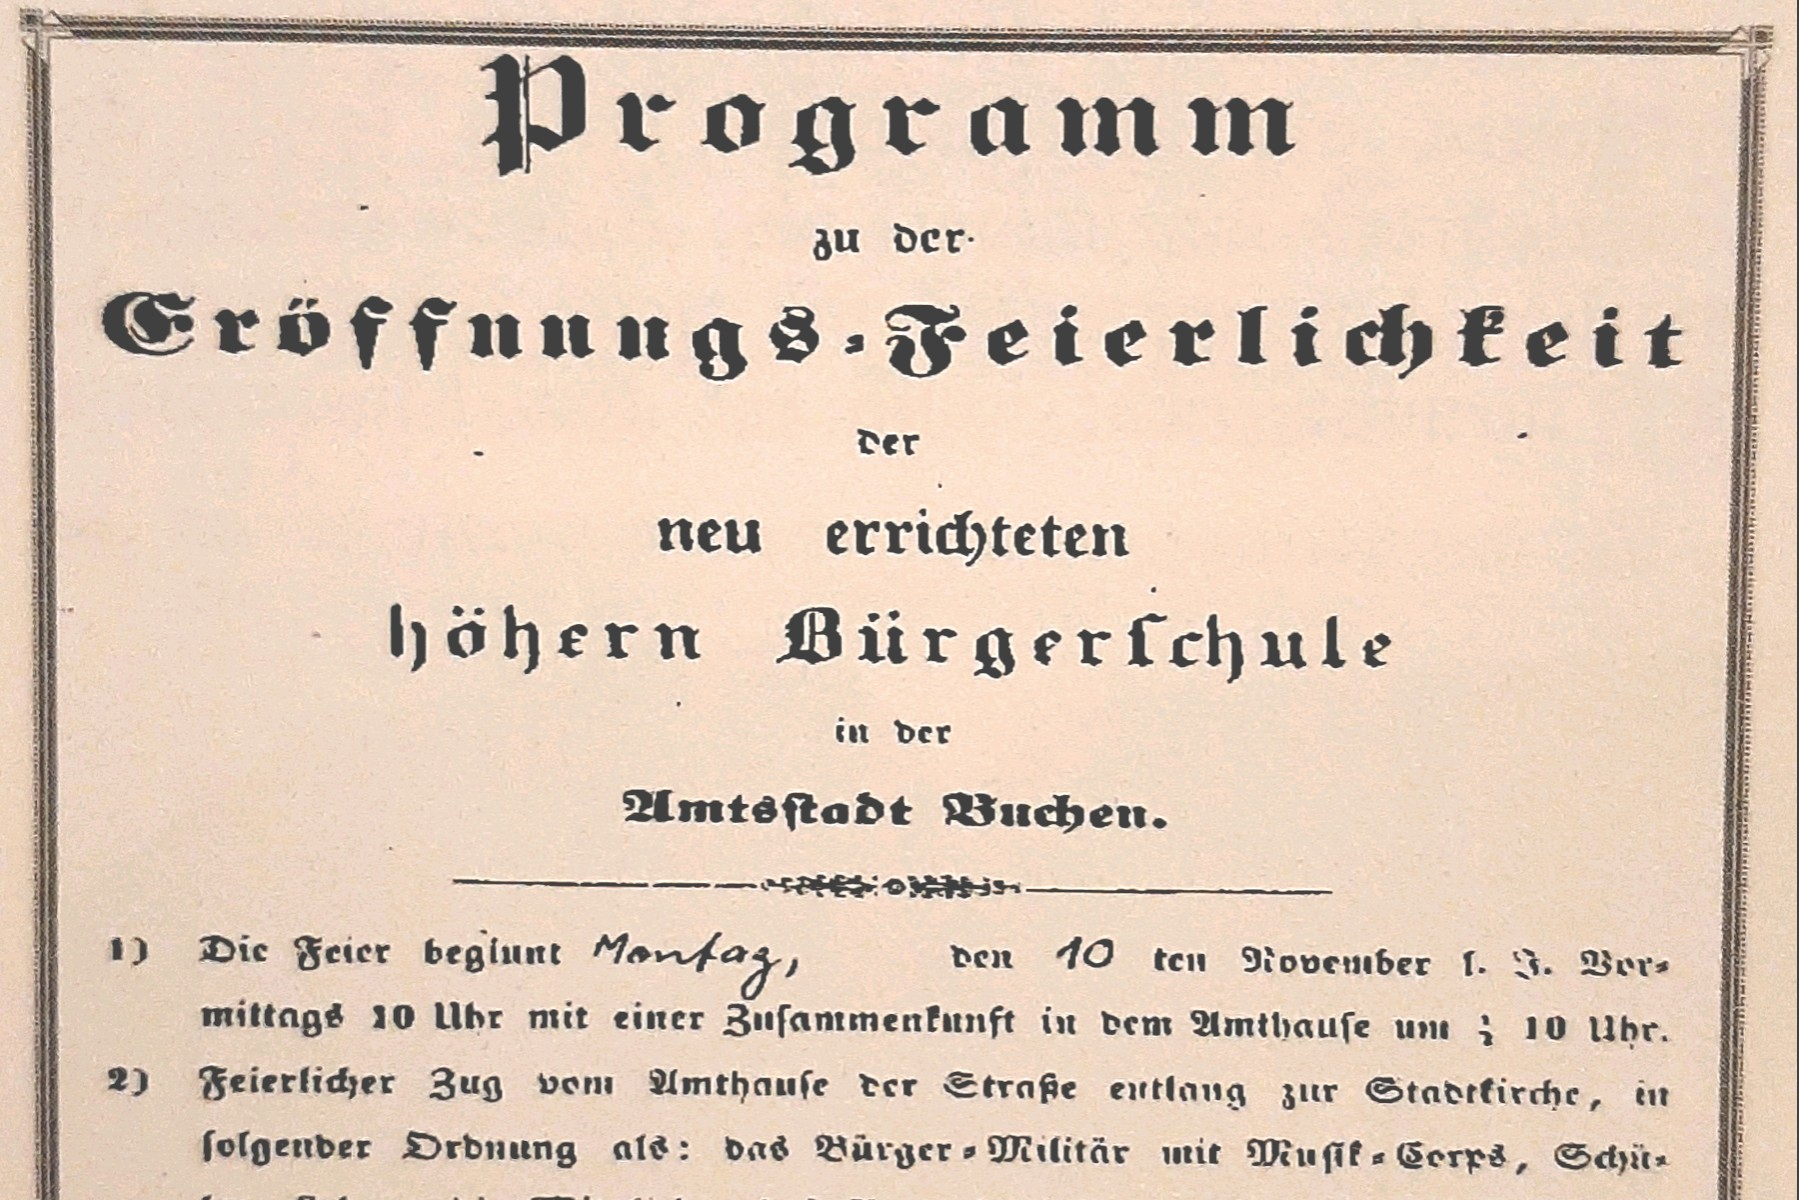 Programm
zu der
Eröffnungs-Feierlichkeit
der
neu errichteten
höhern Bürgerschule
in der
Amtsstadt Buchen.
1) Die Feier beginnt Montag, den 10 ten November l. J. Vor-
mittags 10 Uhr mit einer Zusammenkunft in dem Amthause um ½ 10 Uhr.
2) Feierlicher Zug vom Amthause der Straße entlang zur Stadtkirche, in
folgender Ordnung als: das Bürger-Militär mit Musik-Corps, Schü-